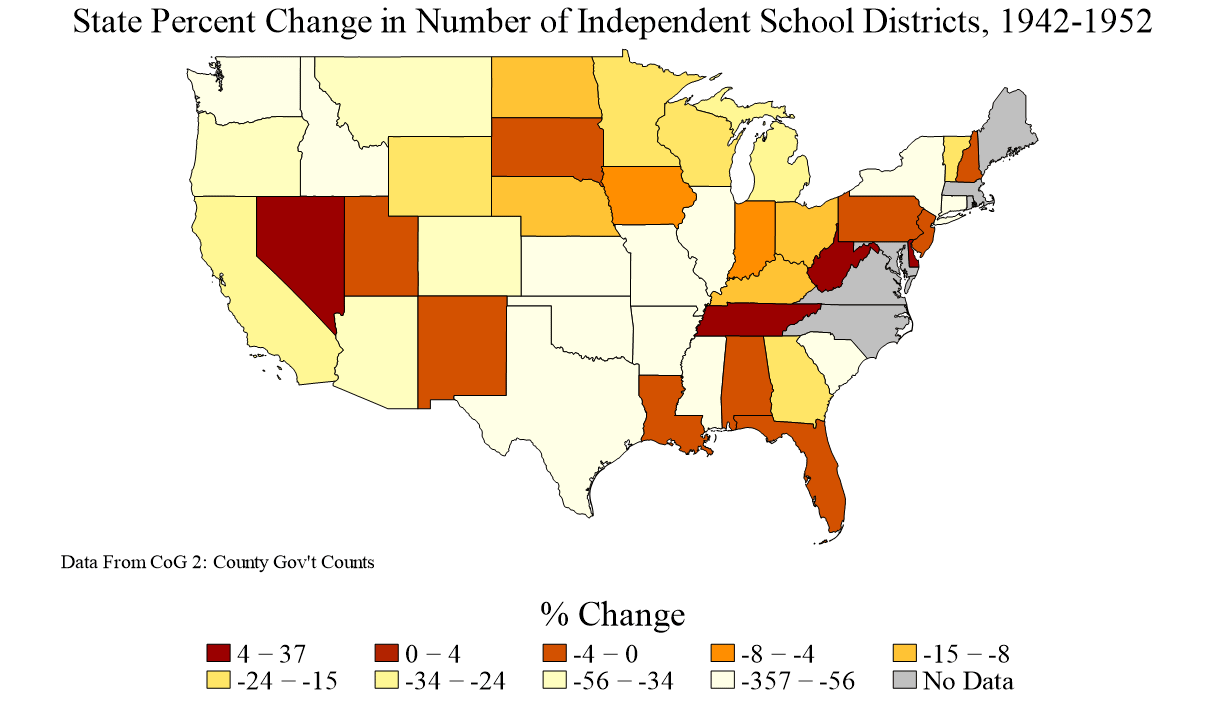 State Percent Change in Number of Independent School Districts, 1942-1952
Data From CoG 2: County Gov't Counts
% Change
4 – 37 0 – 4 -4 – 0 -8 – -4 -15 – -8
-24 – -15 -34 – -24 -56 – -34 -357 – -56 No Data